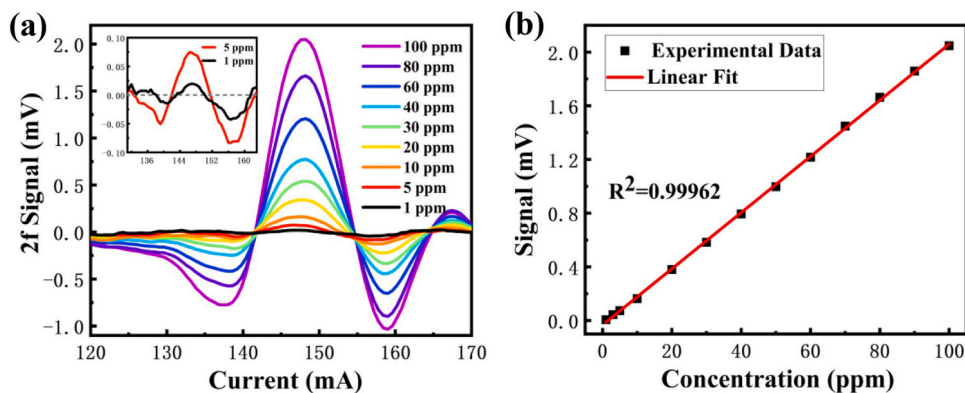 (a)
2f Signal (mV)
2.0
1.5
1.0
0.5
0.0
-0.5
-1.0
120 130 140 150 160 170
Current (mA)
0.10
0.05
0.00
-0.05
-0.10
136 144 152 160
5 ppm
1 ppm
100 ppm
80 ppm
60 ppm
40 ppm
30 ppm
20 ppm
10 ppm
5 ppm
1 ppm
(b)
Signal (mV)
2.0
1.6
1.2
0.8
0.4
0.0
0 20 40 60 80 100
Concentration (ppm)
Experimental Data
Linear Fit
R²=0.99962